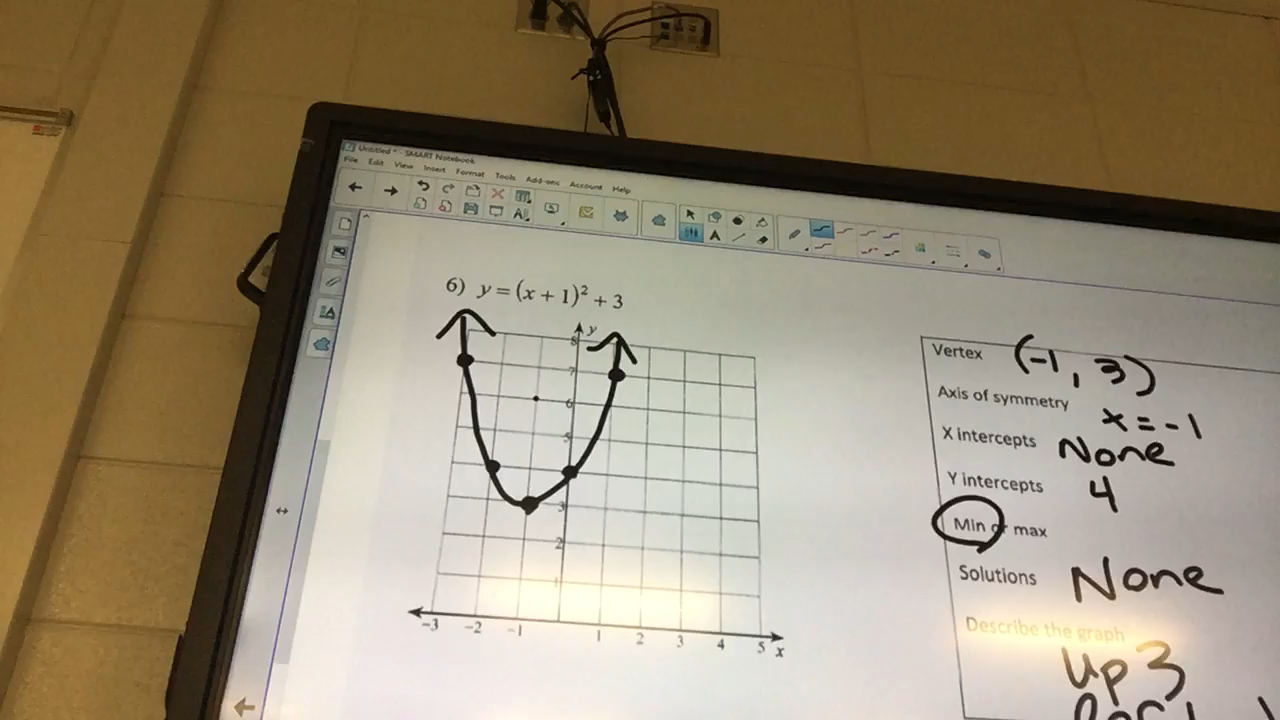 Untitled * - SMART Notebook
File Edit View Insert Format Tools Add-ons Account Help
6) y = (x + 1)² + 3
y
8
7
6
5
3
2
1
-3 -2 -1 1 2 3 4 5 x
Vertex (-1, 3)
Axis of symmetry x = -1
X intercepts None
Y intercepts 4
Min or max
Solutions None
Describe the graph
Up 3